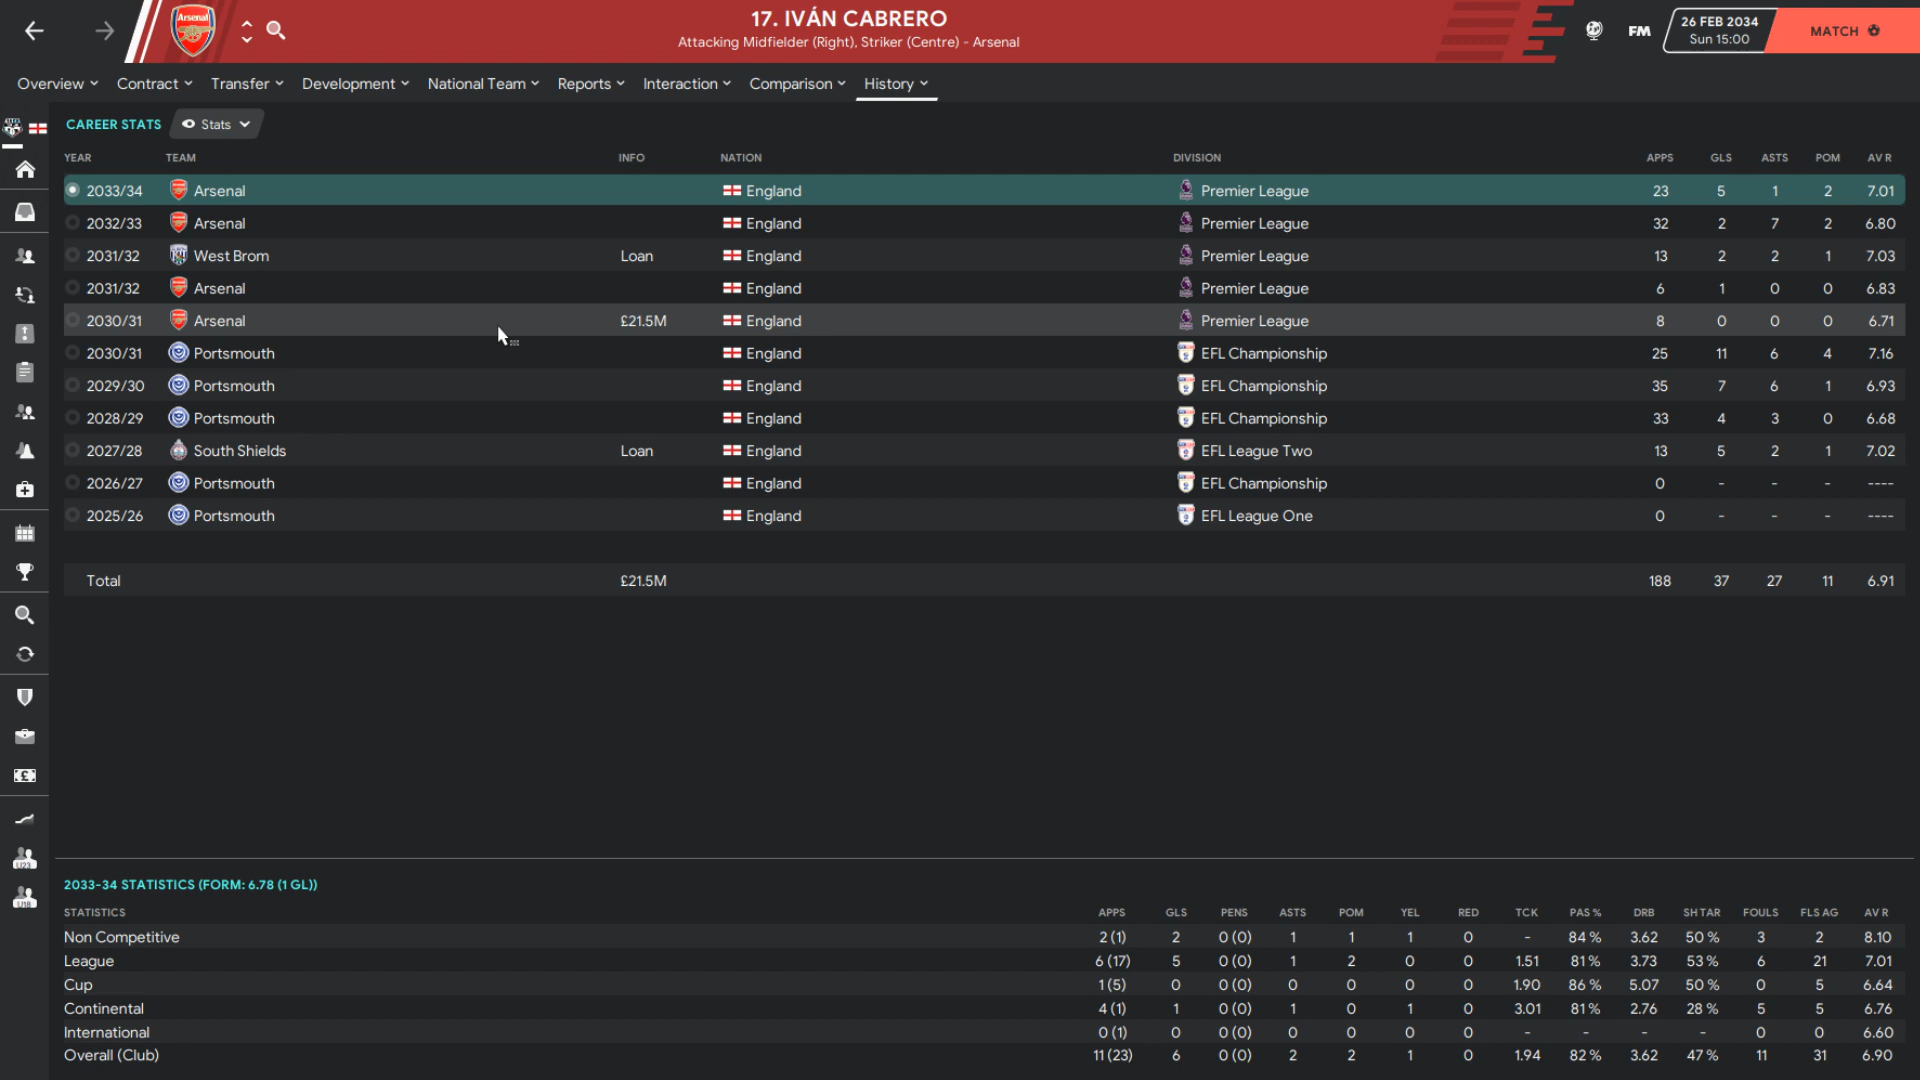 17. IVÁN CABRERO
Attacking Midfielder (Right), Striker (Centre) - Arsenal
Arsenal
FM
26 FEB 2034
Sun 15:00
MATCH
Overview Contract Transfer Development National Team Reports Interaction Comparison History
CAREER STATS Stats
YEAR TEAM INFO NATION DIVISION APPS GLS ASTS POM AV R
2033/34 Arsenal England Premier League 23 5 1 2 7.01
2032/33 Arsenal England Premier League 32 2 7 2 6.80
2031/32 West Brom Loan England Premier League 13 2 2 1 7.03
2031/32 Arsenal England Premier League 6 1 0 0 6.83
2030/31 Arsenal £21.5M England Premier League 8 0 0 0 6.71
2030/31 Portsmouth England EFL Championship 25 11 6 4 7.16
2029/30 Portsmouth England EFL Championship 35 7 6 1 6.93
2028/29 Portsmouth England EFL Championship 33 4 3 0 6.68
2027/28 South Shields Loan England EFL League Two 13 5 2 1 7.02
2026/27 Portsmouth England EFL Championship 0 - - - ----
2025/26 Portsmouth England EFL League One 0 - - - ----
Total £21.5M 188 37 27 11 6.91
U23
U18
2033-34 STATISTICS (FORM: 6.78 (1 GL))
STATISTICS APPS GLS PENS ASTS POM YEL RED TCK PAS % DRB SH TAR FOULS FLS AG AV R
Non Competitive 2 (1) 2 0 (0) 1 1 1 0 - 84 % 3.62 50 % 3 2 8.10
League 6 (17) 5 0 (0) 1 2 0 0 1.51 81 % 3.73 53 % 6 21 7.01
Cup 1 (5) 0 0 (0) 0 0 0 0 1.90 86 % 5.07 50 % 0 5 6.64
Continental 4 (1) 1 0 (0) 1 0 1 0 3.01 81 % 2.76 28 % 5 5 6.76
International 0 (1) 0 0 (0) 0 0 0 0 - - - - 0 0 6.60
Overall (Club) 11 (23) 6 0 (0) 2 2 1 0 1.94 82 % 3.62 47 % 11 31 6.90